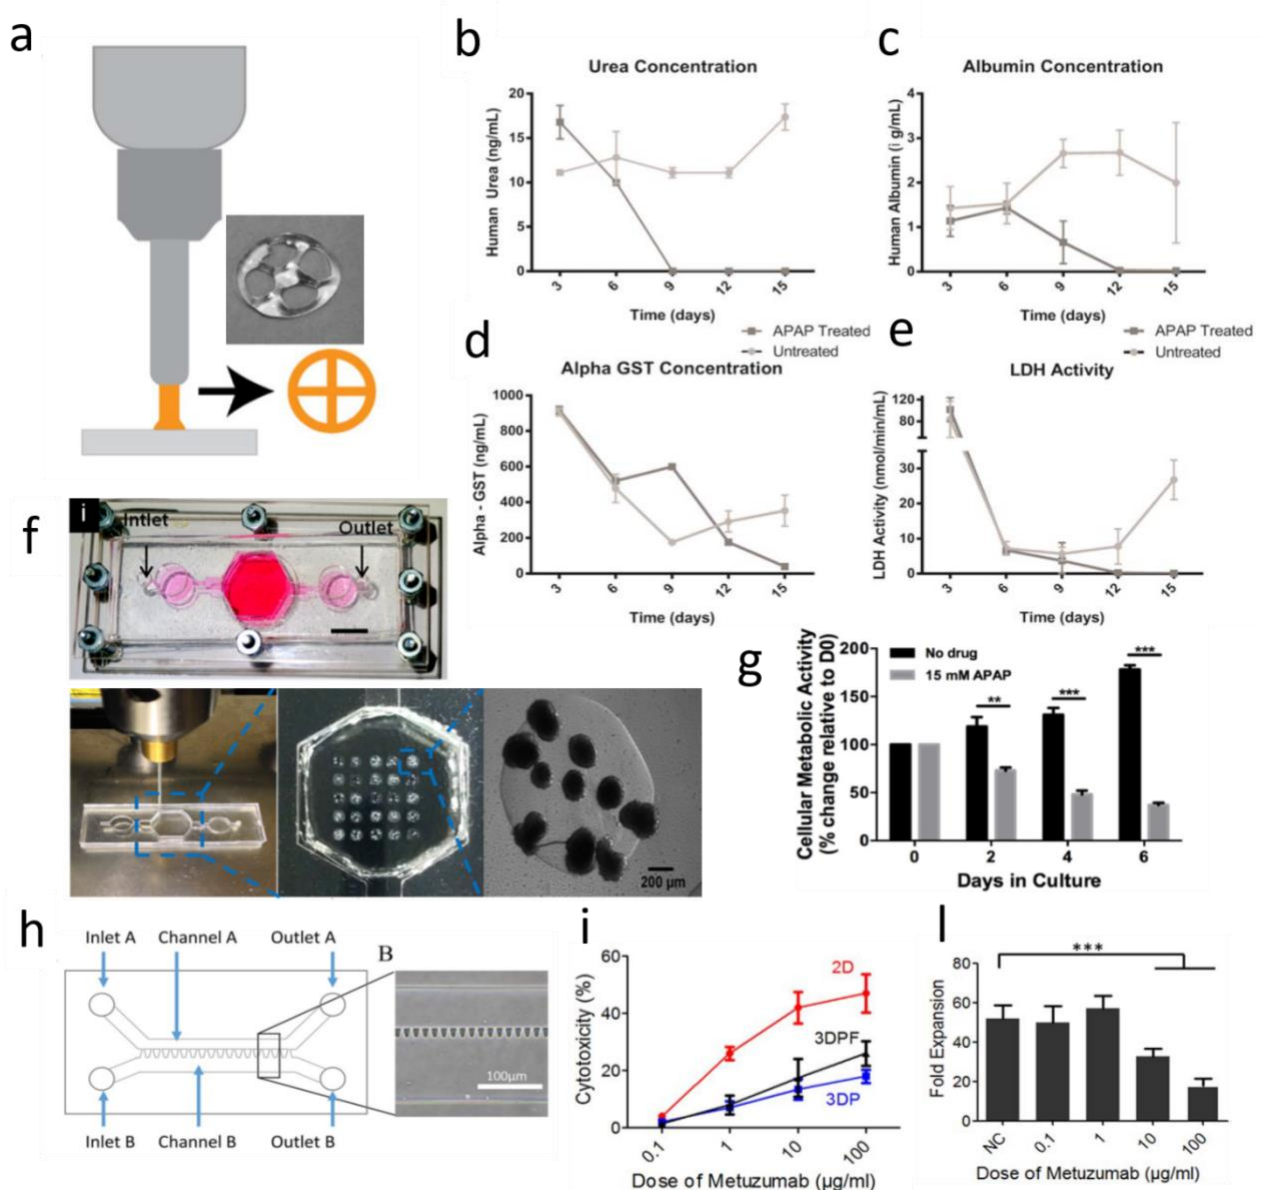 a
b
Urea Concentration
Human Urea (ng/mL)
20
15
10
5
0
3
6
9
12
15
Time (days)
c
Albumin Concentration
Human Albumin (i g/mL)
4
3
2
1
0
3
6
9
12
15
Time (days)
APAP Treated
Untreated
APAP Treated
Untreated
d
Alpha GST Concentration
Alpha - GST (ng/mL)
1000
800
600
400
200
0
3
6
9
12
15
Time (days)
e
LDH Activity
LDH Activity (nmol/min/mL)
120
80
30
20
10
0
3
6
9
12
15
Time (days)
f
i
Intlet
Outlet
200 µm
g
Cellular Metabolic Activity
(% change relative to D0)
200
150
100
50
0
No drug
15 mM APAP
**
***
***
0
2
4
6
Days in Culture
h
Inlet A
Channel A
Outlet A
B
100µm
Inlet B
Channel B
Outlet B
i
Cytotoxicity (%)
60
40
20
0
2D
3DPF
3DP
0.1
1
10
100
Dose of Metuzumab (µg/ml)
l
Fold Expansion
80
60
40
20
0
***
NC
0.1
1
10
100
Dose of Metuzumab (µg/ml)